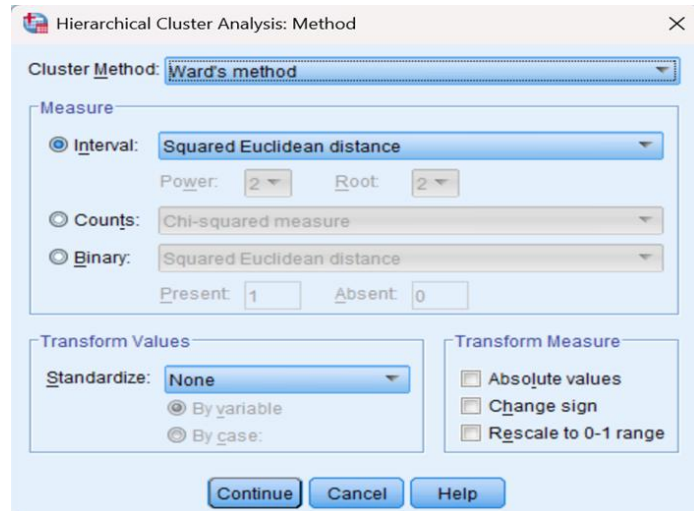 Hierarchical Cluster Analysis: Method
Cluster Method: Ward's method
Measure
Interval: Squared Euclidean distance
Power: 2 Root: 2
Counts: Chi-squared measure
Binary: Squared Euclidean distance
Present: 1 Absent: 0
Transform Values
Standardize: None
By variable
By case:
Transform Measure
Absolute values
Change sign
Rescale to 0-1 range
Continue Cancel Help